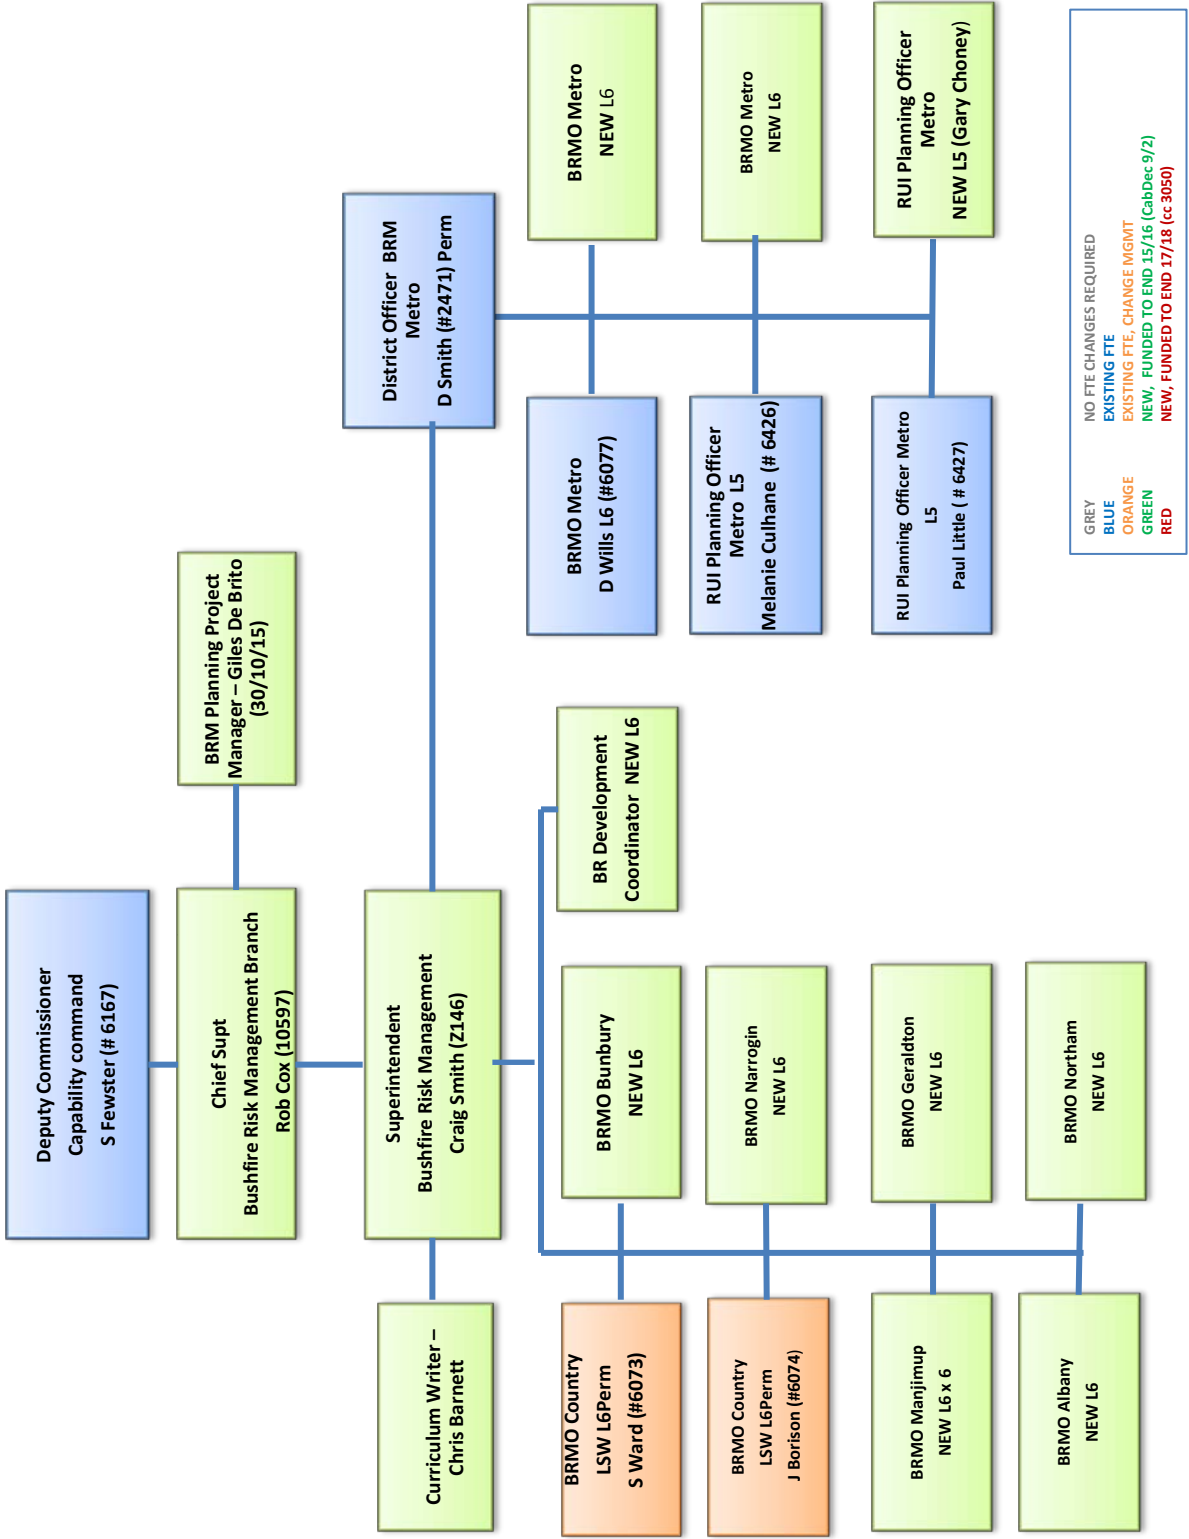 Deputy Commissioner
Capability command
S Fewster (# 6167)
Chief Supt
Bushfire Risk Management Branch
Rob Cox (10597)
BRM Planning Project
Manager – Giles De Brito
(30/10/15)
Curriculum Writer –
Chris Barnett
Superintendent
Bushfire Risk Management
Craig Smith (Z146)
District Officer BRM
Metro
D Smith (#2471) Perm
BRMO Country
LSW L6Perm
S Ward (#6073)
BRMO Bunbury
NEW L6
BR Development
Coordinator NEW L6
BRMO Metro
D Wills L6 (#6077)
BRMO Metro
NEW L6
BRMO Country
LSW L6Perm
J Borison (#6074)
BRMO Narrogin
NEW L6
RUI Planning Officer
Metro L5
Melanie Culhane (# 6426)
BRMO Metro
NEW L6
BRMO Manjimup
NEW L6 x 6
BRMO Geraldton
NEW L6
RUI Planning Officer Metro
L5
Paul Little ( # 6427)
RUI Planning Officer
Metro
NEW L5 (Gary Choney)
BRMO Albany
NEW L6
BRMO Northam
NEW L6
GREY NO FTE CHANGES REQUIRED
BLUE EXISTING FTE
ORANGE EXISTING FTE, CHANGE MGMT
GREEN NEW, FUNDED TO END 15/16 (CabDec 9/2)
RED NEW, FUNDED TO END 17/18 (cc 3050)